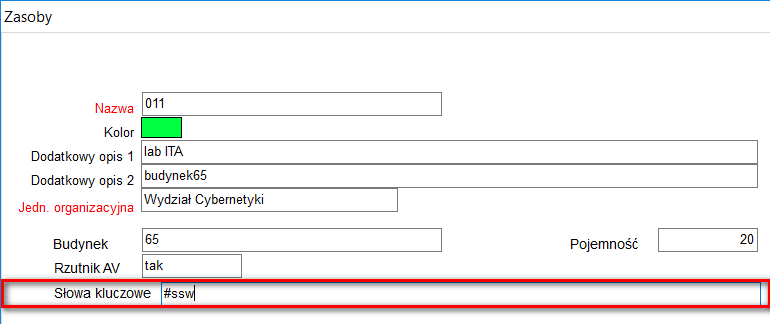 Zasoby
Nazwa 011
Kolor
Dodatkowy opis 1 lab ITA
Dodatkowy opis 2 budynek65
Jedn. organizacyjna Wydział Cybernetyki
Budynek 65 Pojemność 20
Rzutnik AV tak
Słowa kluczowe #ssw